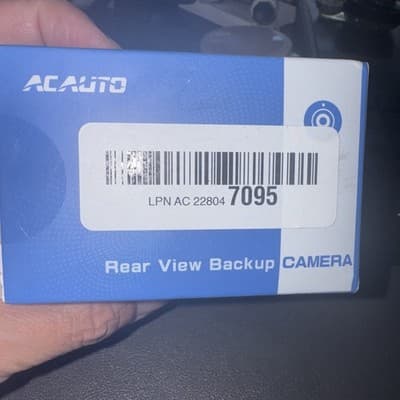 ACAUTO
LPN AC 22804 7095
Rear View Backup CAMERA